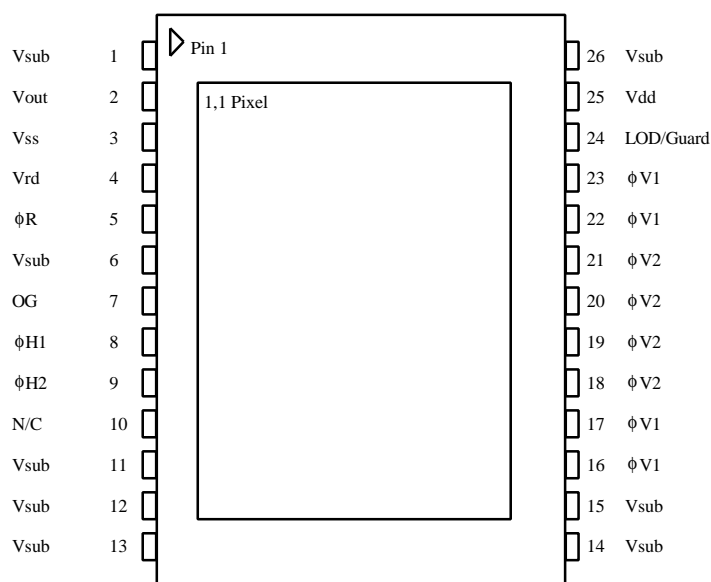 Pin 1
1,1 Pixel
Vsub 1
Vout 2
Vss 3
Vrd 4
ϕR 5
Vsub 6
OG 7
ϕH1 8
ϕH2 9
N/C 10
Vsub 11
Vsub 12
Vsub 13
26 Vsub
25 Vdd
24 LOD/Guard
23 ϕV1
22 ϕV1
21 ϕV2
20 ϕV2
19 ϕV2
18 ϕV2
17 ϕV1
16 ϕV1
15 Vsub
14 Vsub